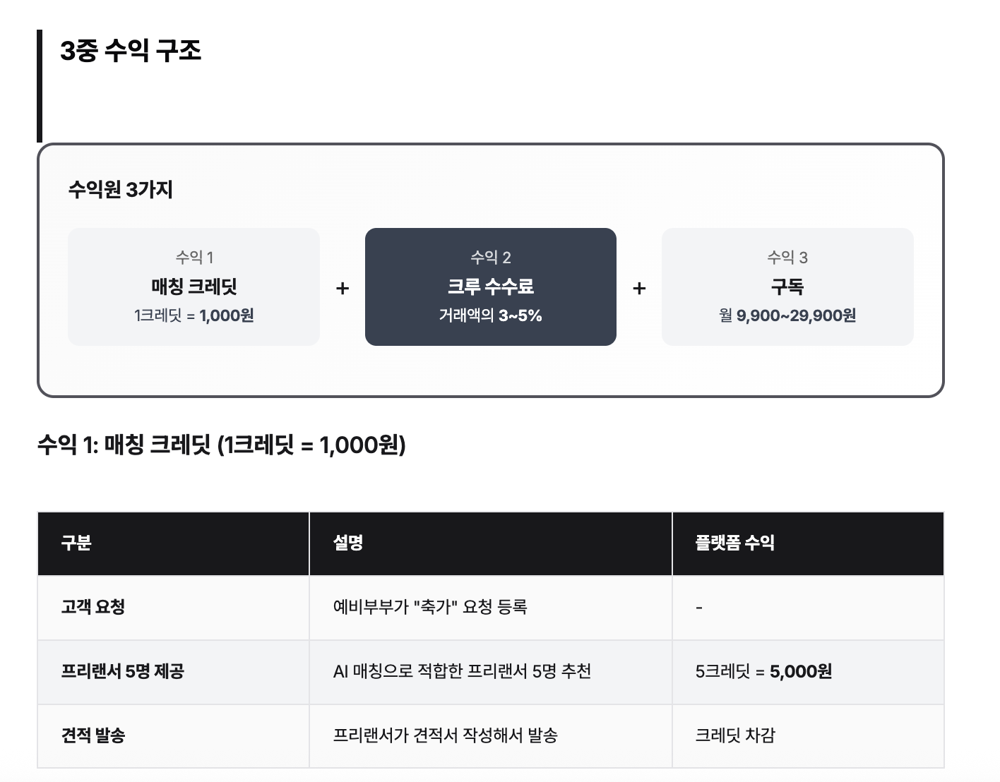 3중 수익 구조
수익원 3가지
수익 1
매칭 크레딧
1크레딧 = 1,000원
+
수익 2
크루 수수료
거래액의 3~5%
+
수익 3
구독
월 9,900~29,900원
수익 1: 매칭 크레딧 (1크레딧 = 1,000원)
구분 설명 플랫폼 수익
고객 요청 예비부부가 "축가" 요청 등록 -
프리랜서 5명 제공 AI 매칭으로 적합한 프리랜서 5명 추천 5크레딧 = 5,000원
견적 발송 프리랜서가 견적서 작성해서 발송 크레딧 차감